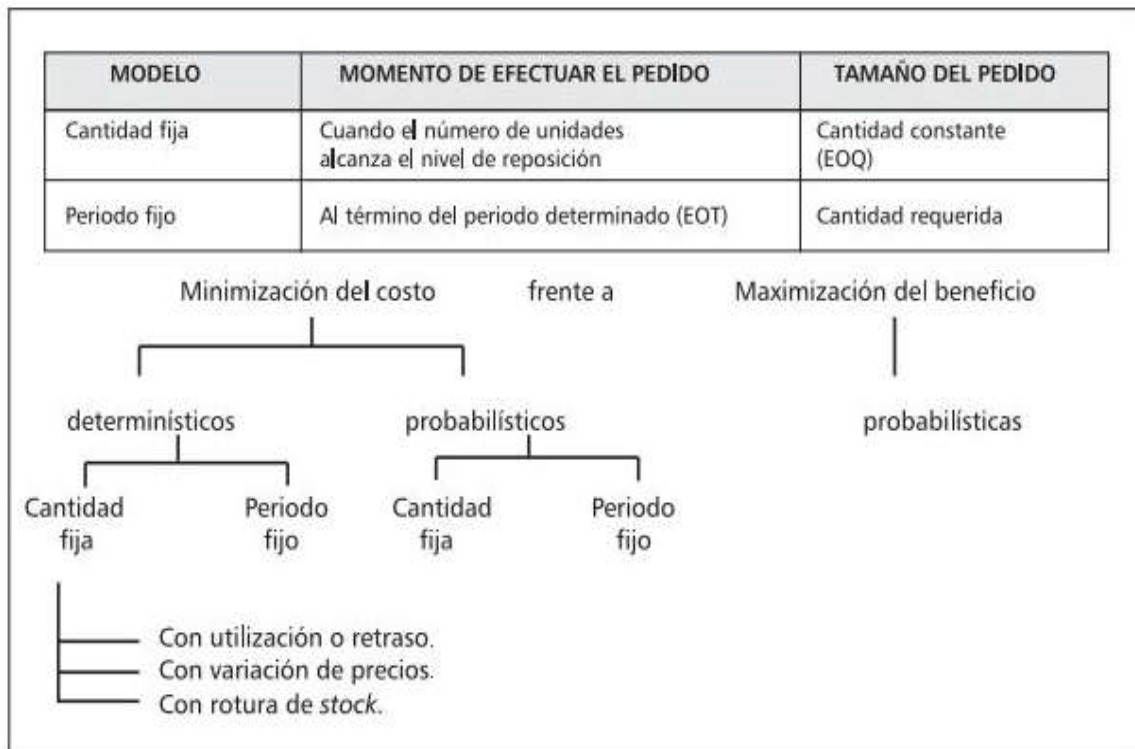 MODELO MOMENTO DE EFECTUAR EL PEDIDO TAMAÑO DEL PEDIDO
Cantidad fija Cuando el número de unidades Cantidad constante
alcanza el nivel de reposición (EOQ)
Periodo fijo Al término del periodo determinado (EOT) Cantidad requerida
Minimización del costo frente a Maximización del beneficio
determinísticos probabilísticos probabilísticas
Cantidad Periodo Cantidad Periodo
fija fijo fija fijo
Con utilización o retraso.
Con variación de precios.
Con rotura de stock.